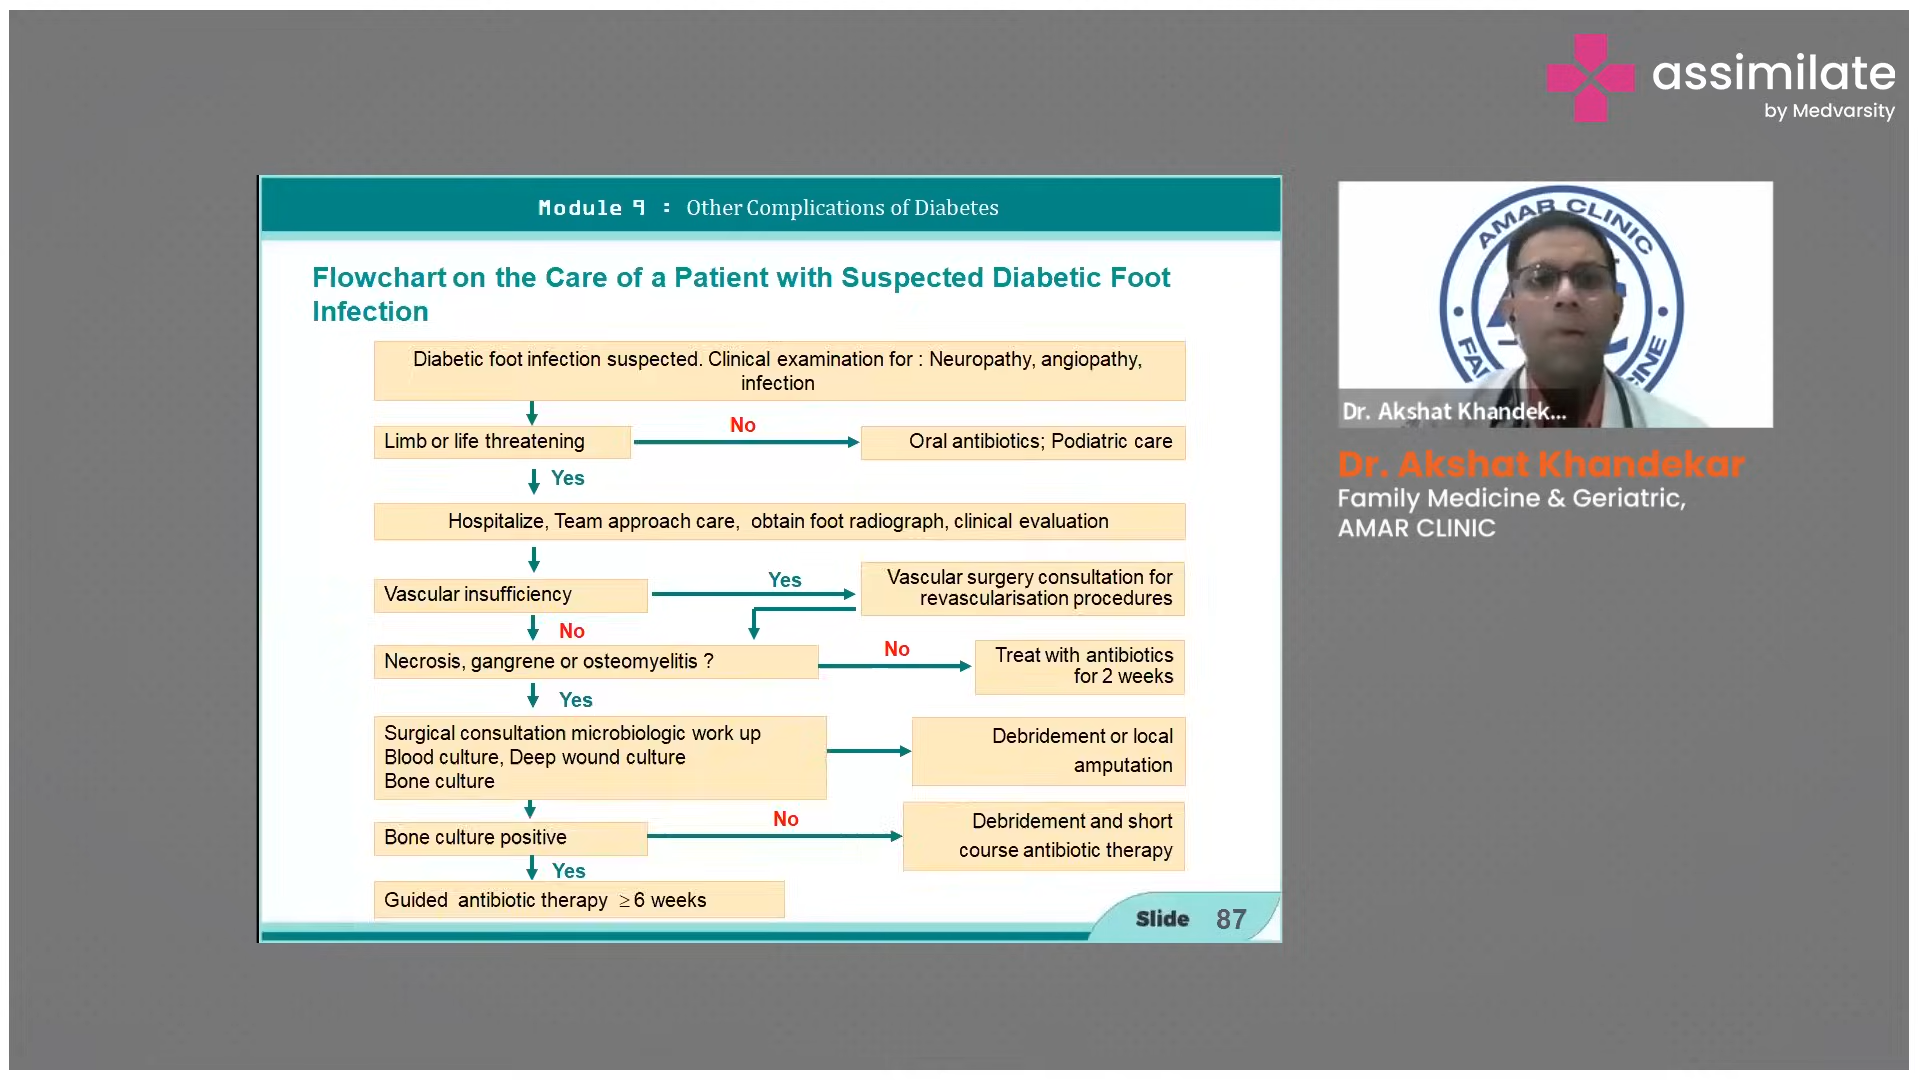 assimilate
by Medvarsity
Module 9 : Other Complications of Diabetes
Flowchart on the Care of a Patient with Suspected Diabetic Foot
Infection
Diabetic foot infection suspected. Clinical examination for : Neuropathy, angiopathy,
infection
Limb or life threatening
No
Oral antibiotics; Podiatric care
Yes
Hospitalize, Team approach care, obtain foot radiograph, clinical evaluation
Vascular insufficiency
Yes
Vascular surgery consultation for
revascularisation procedures
No
Necrosis, gangrene or osteomyelitis ?
No
Treat with antibiotics
for 2 weeks
Yes
Surgical consultation microbiologic work up
Blood culture, Deep wound culture
Bone culture
Debridement or local
amputation
Bone culture positive
No
Debridement and short
course antibiotic therapy
Yes
Guided antibiotic therapy ≥ 6 weeks
Slide 87
AMAR CLINIC
Dr. Akshat Khandek...
Dr. Akshat Khandekar
Family Medicine & Geriatric,
AMAR CLINIC